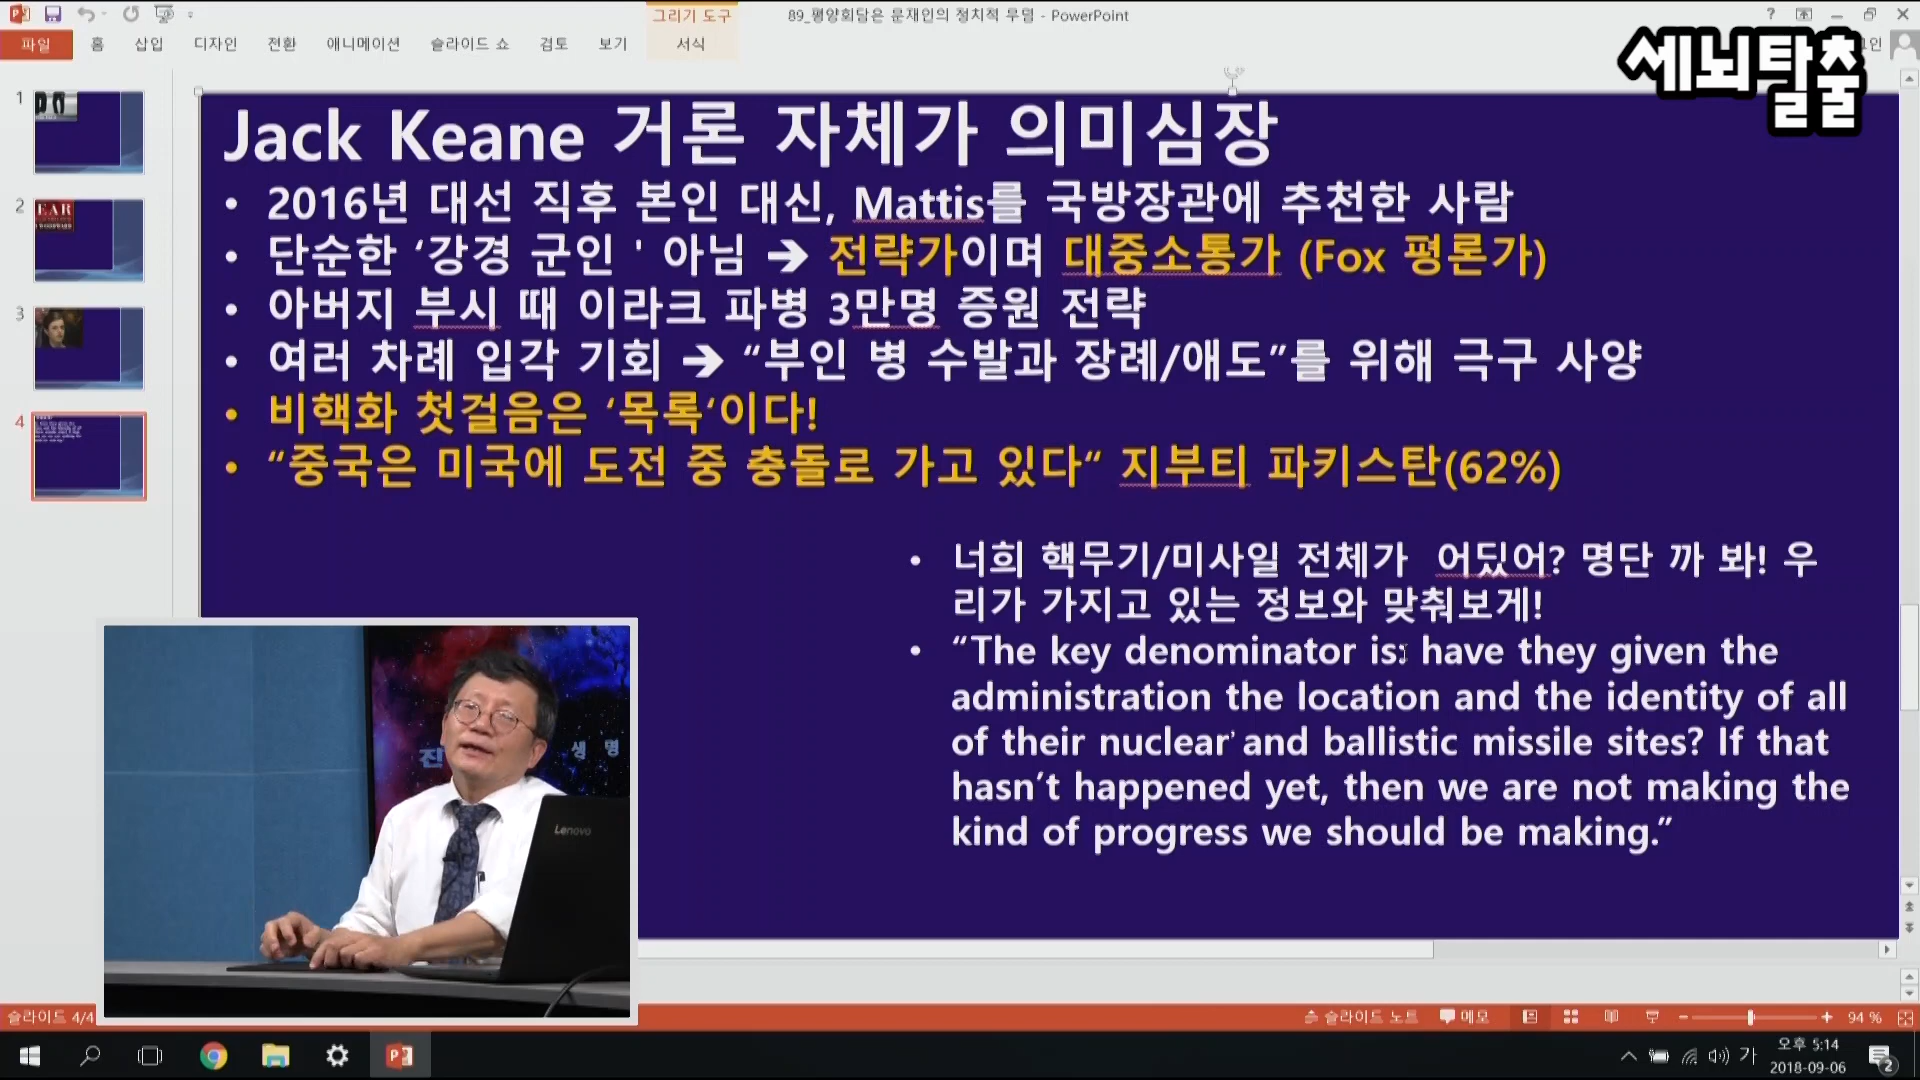 그리기 도구
89_평양회담은 문재인의 정치적 무덤 - PowerPoint
파일 홈 삽입 디자인 전환 애니메이션 슬라이드 쇼 검토 보기 서식
세뇌탈출
1
2
3
4
EAR
Jack Keane 거론 자체가 의미심장
• 2016년 대선 직후 본인 대신, Mattis를 국방장관에 추천한 사람
• 단순한 ‘강경 군인 ' 아님 ➔ 전략가이며 대중소통가 (Fox 평론가)
• 아버지 부시 때 이라크 파병 3만명 증원 전략
• 여러 차례 입각 기회 ➔ “부인 병 수발과 장례/애도”를 위해 극구 사양
• 비핵화 첫걸음은 ‘목록‘이다!
• “중국은 미국에 도전 중 충돌로 가고 있다“ 지부티 파키스탄(62%)
• 너희 핵무기/미사일 전체가 어딨어? 명단 까 봐! 우
리가 가지고 있는 정보와 맞춰보게!
• “The key denominator is: have they given the
administration the location and the identity of all
of their nuclear’ and ballistic missile sites? If that
hasn’t happened yet, then we are not making the
kind of progress we should be making.”
진
생 명
Lenovo
슬라이드 4/4
슬라이드 노트 메모 94 %
가
오후 5:14
2018-09-06
2